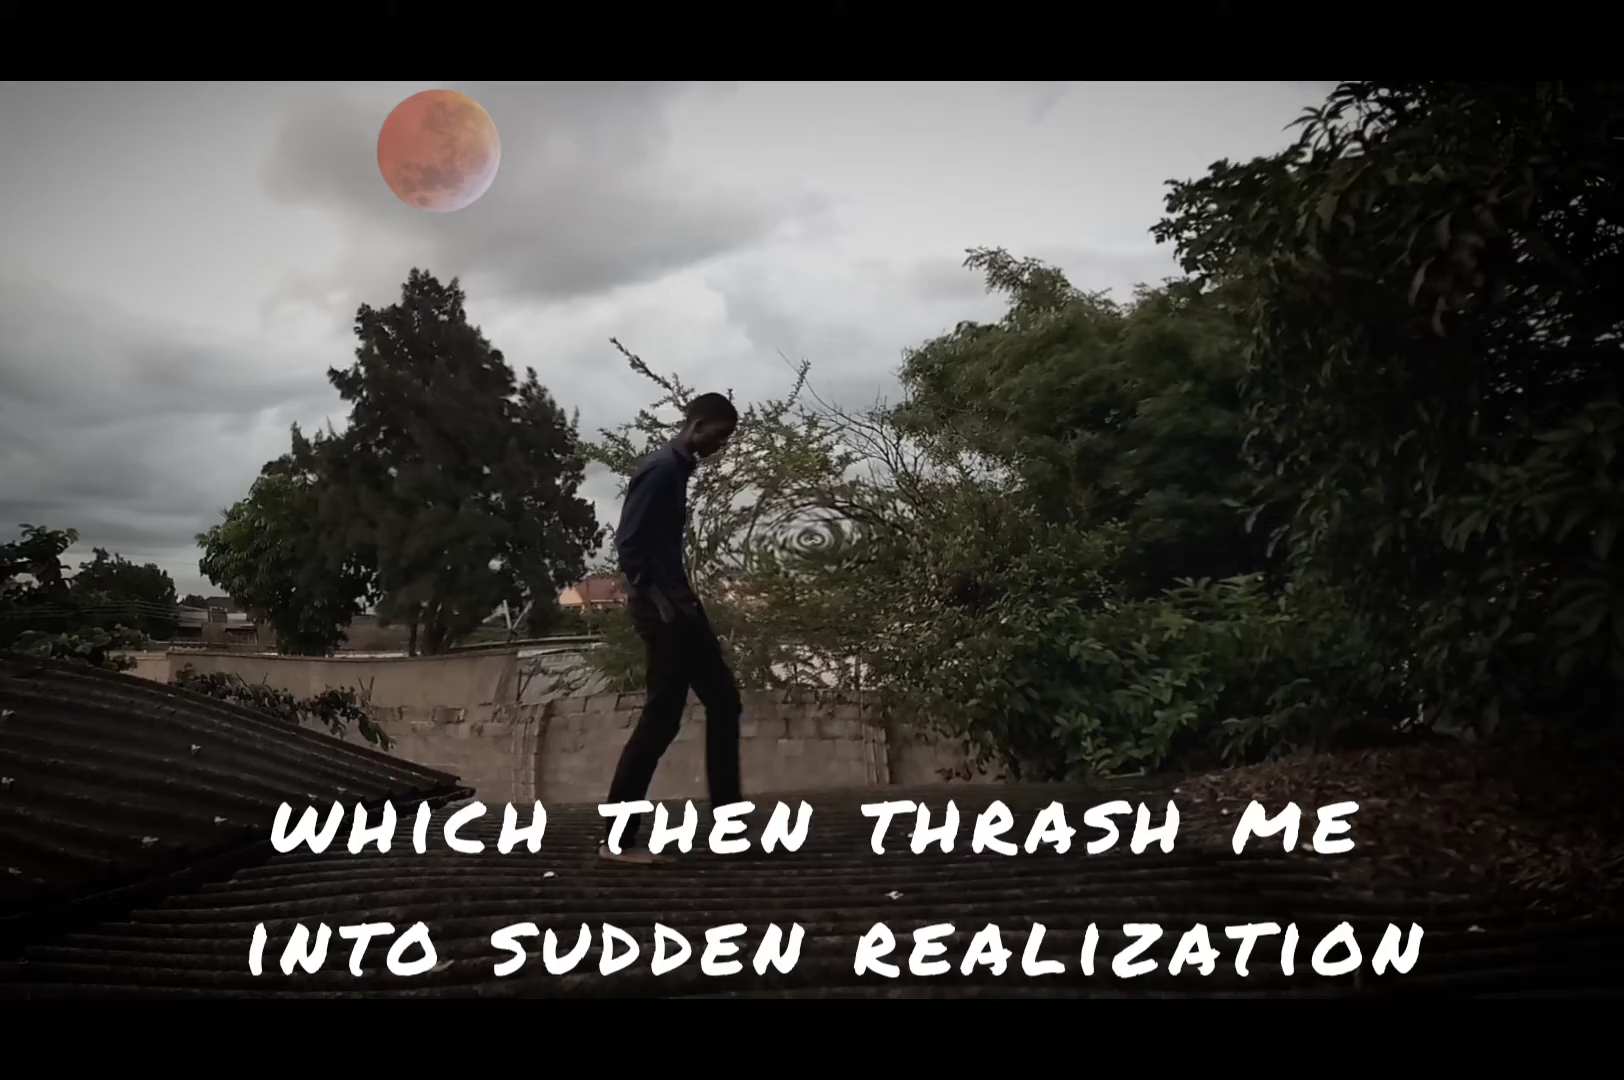 WHICH THEN THRASH ME
INTO SUDDEN REALIZATION